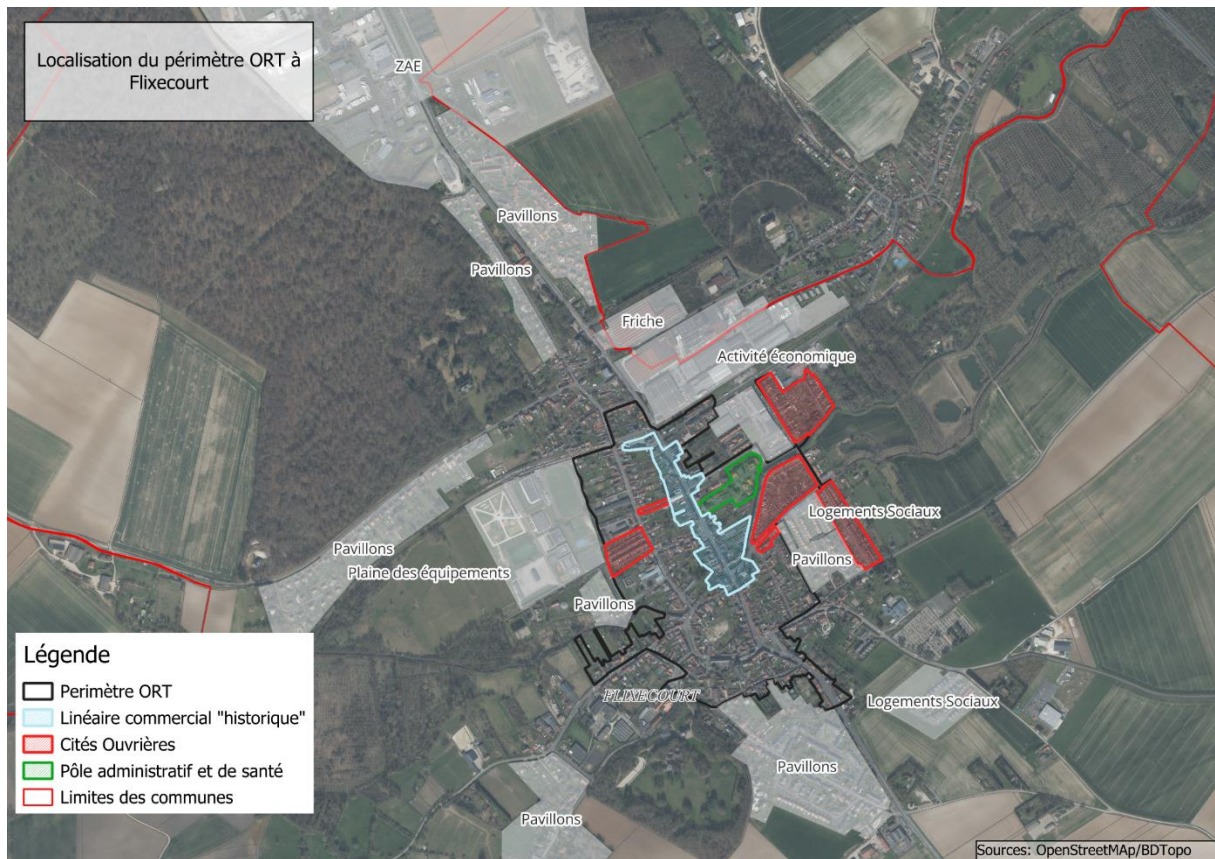 Localisation du périmètre ORT à
Flixecourt
ZAE
Pavillons
Pavillons
Friche
Activité économique
Logements Sociaux
Pavillons
Pavillons
Plaine des équipements
Pavillons
FLIXECOURT
Logements Sociaux
Pavillons
Pavillons
Légende
Perimètre ORT
Linéaire commercial "historique"
Cités Ouvrières
Pôle administratif et de santé
Limites des communes
Sources: OpenStreetMAp/BDTopo